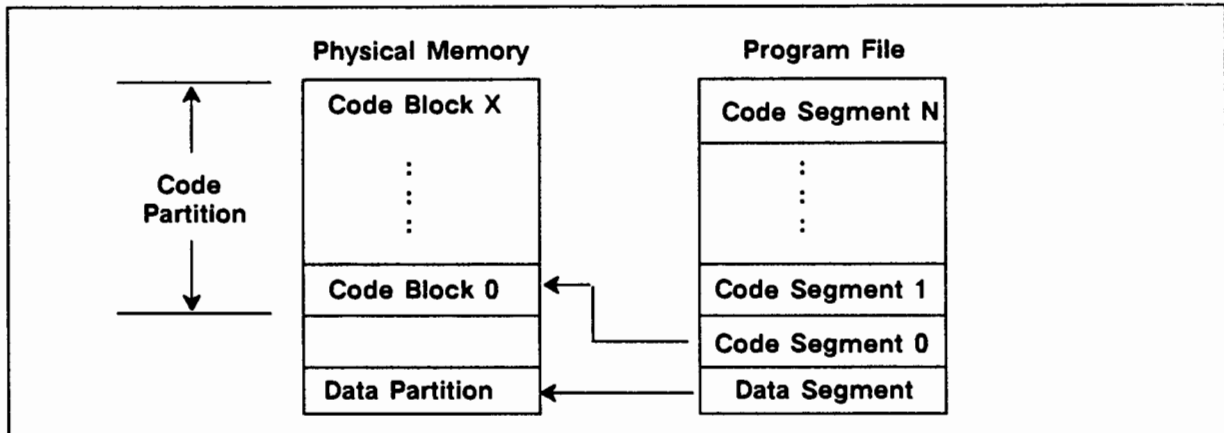 Physical Memory
Program File
Code Block X
Code Segment N
Code
Partition
Code Block 0
Code Segment 1
Code Segment 0
Data Partition
Data Segment